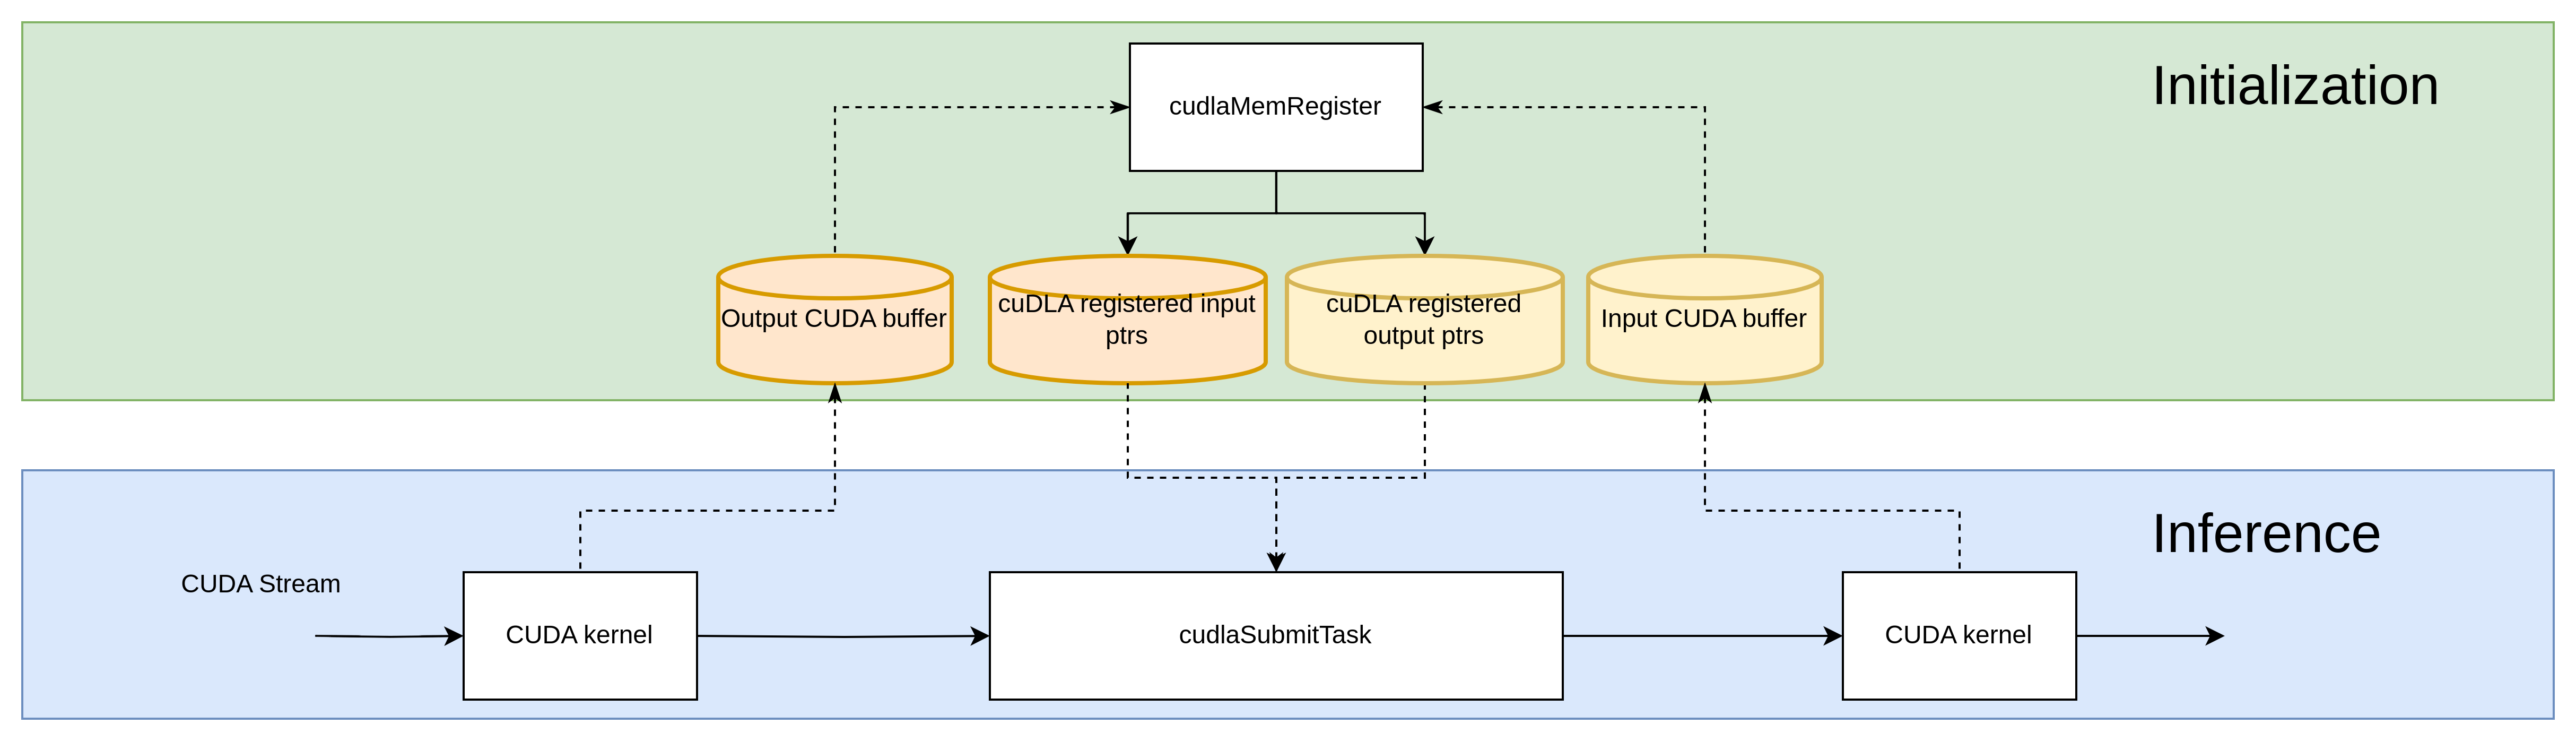 Initialization
cudlaMemRegister
Output CUDA buffer
cuDLA registered input
ptrs
cuDLA registered
output ptrs
Input CUDA buffer
Inference
CUDA Stream
CUDA kernel
cudlaSubmitTask
CUDA kernel